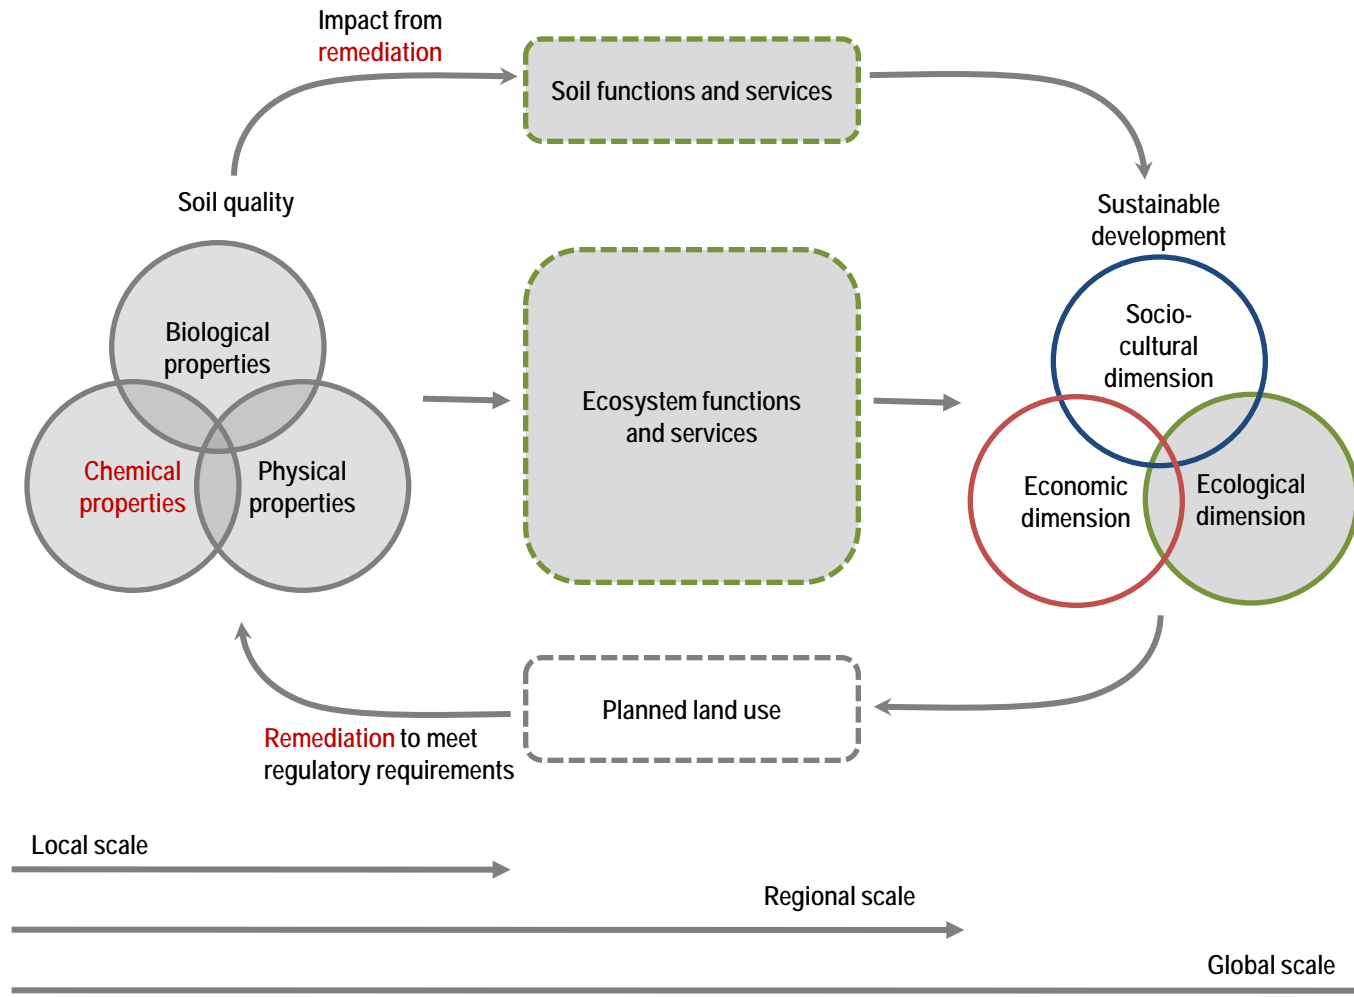 Impact from
remediation
Soil functions and services
Soil quality
Sustainable
development
Biological
properties
Socio-
cultural
dimension
Ecosystem functions
and services
Chemical
properties
Physical
properties
Economic
dimension
Ecological
dimension
Planned land use
Remediation to meet
regulatory requirements
Local scale
Regional scale
Global scale